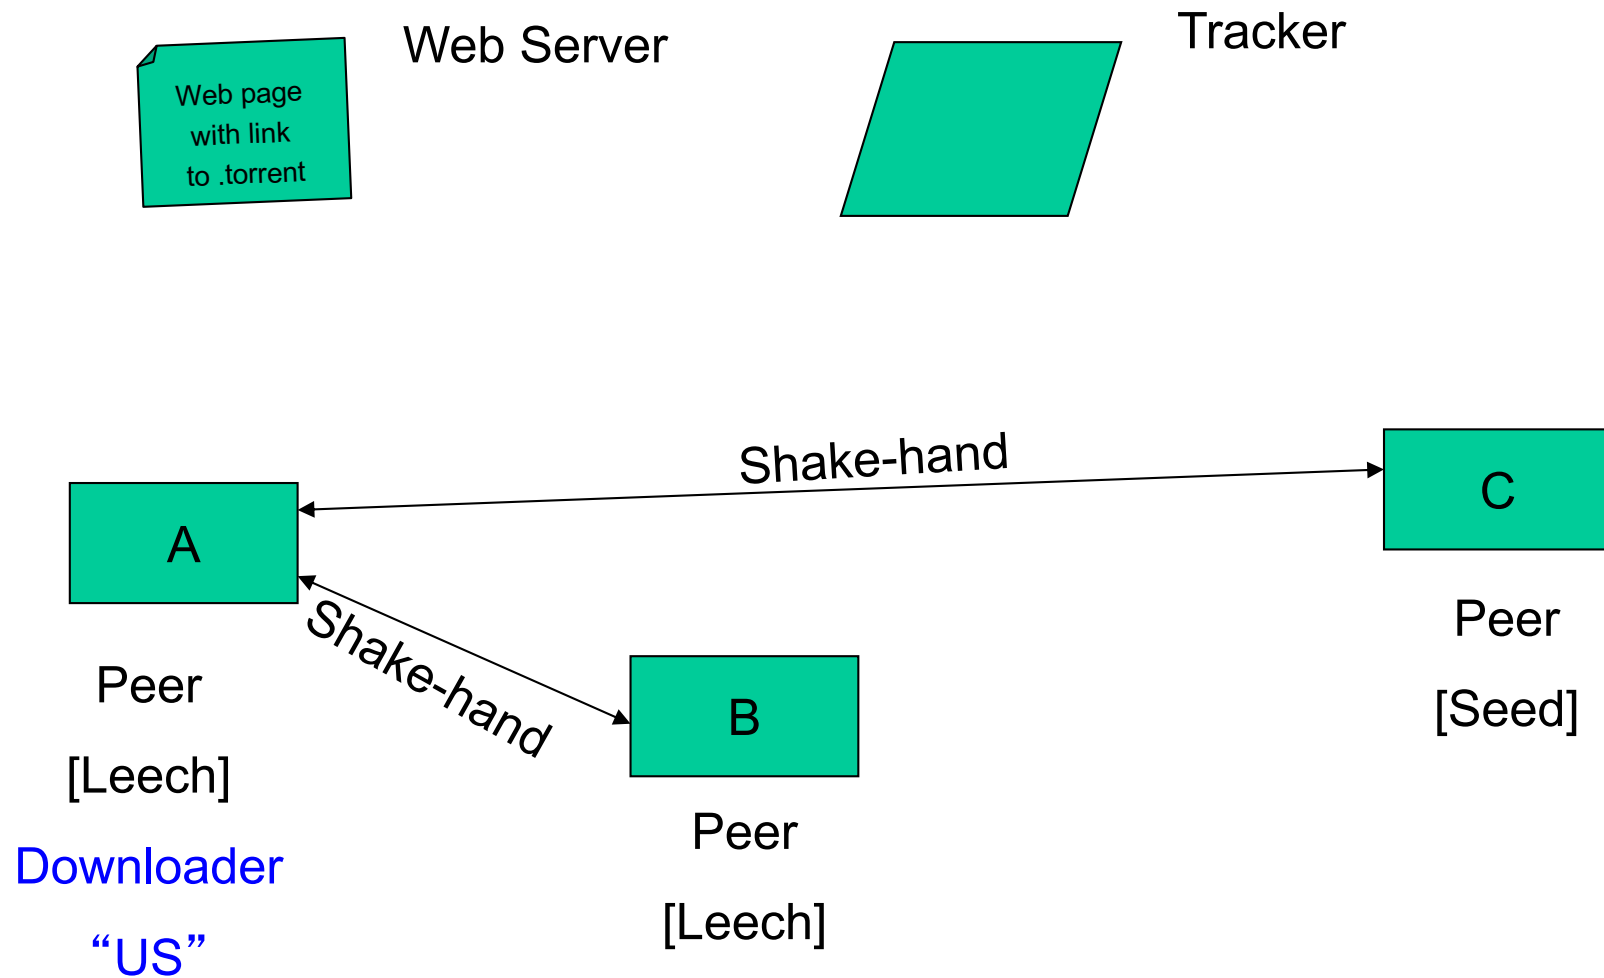 Web Server
Tracker
Web page
with link
to .torrent
Shake-hand
C
A
Shake-hand
Peer
[Seed]
Peer
[Leech]
Downloader
“US”
B
Peer
[Leech]